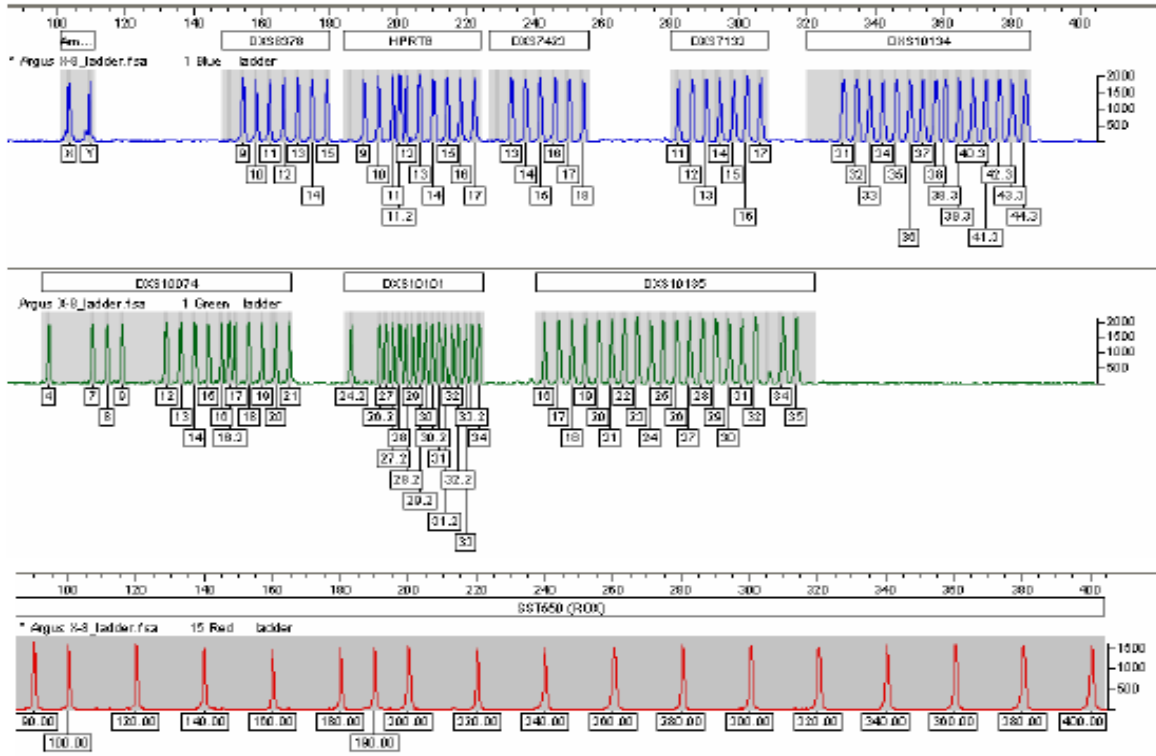 100 120 140 160 180 200 220 240 260 280 300 320 340 360 380 400
Am... DXS8378 HPRTB DXS7423 DXS7132 DXS10134
* Argus X-8_ladder.fsa 1 Blue ladder
2000
1500
1000
500
X Y 9 11 13 15 9 12 15 13 16 11 14 17 31 34 37 40.3
10 12 10 13 16 14 17 12 15 32 35 38 42.3
14 11 14 17 15 18 13 33 38.3 43.3
11.2 16 39.3 44.3
36 41.3
DXS10074 DXS10101 DXS10135
Argus X-8_ladder.fsa 1 Green ladder
2000
1500
1000
500
4 7 9 12 15 17 19 21 24.2 27 29 32 16 19 22 25 28 31 34
8 13 16 18 20 26.2 30 33.2 17 20 23 26 29 32 35
14 18.2 28 30.2 34 18 21 24 27 30
27.2 31
28.2 32.2
29.2
31.2
33
100 120 140 160 180 200 220 240 260 280 300 320 340 360 380 400
SST650 (ROX)
* Argus X-8_ladder.fsa 15 Red ladder
1500
1000
500
90.00 120.00 140.00 160.00 180.00 200.00 220.00 240.00 260.00 280.00 300.00 320.00 340.00 360.00 380.00 400.00
100.00 190.00